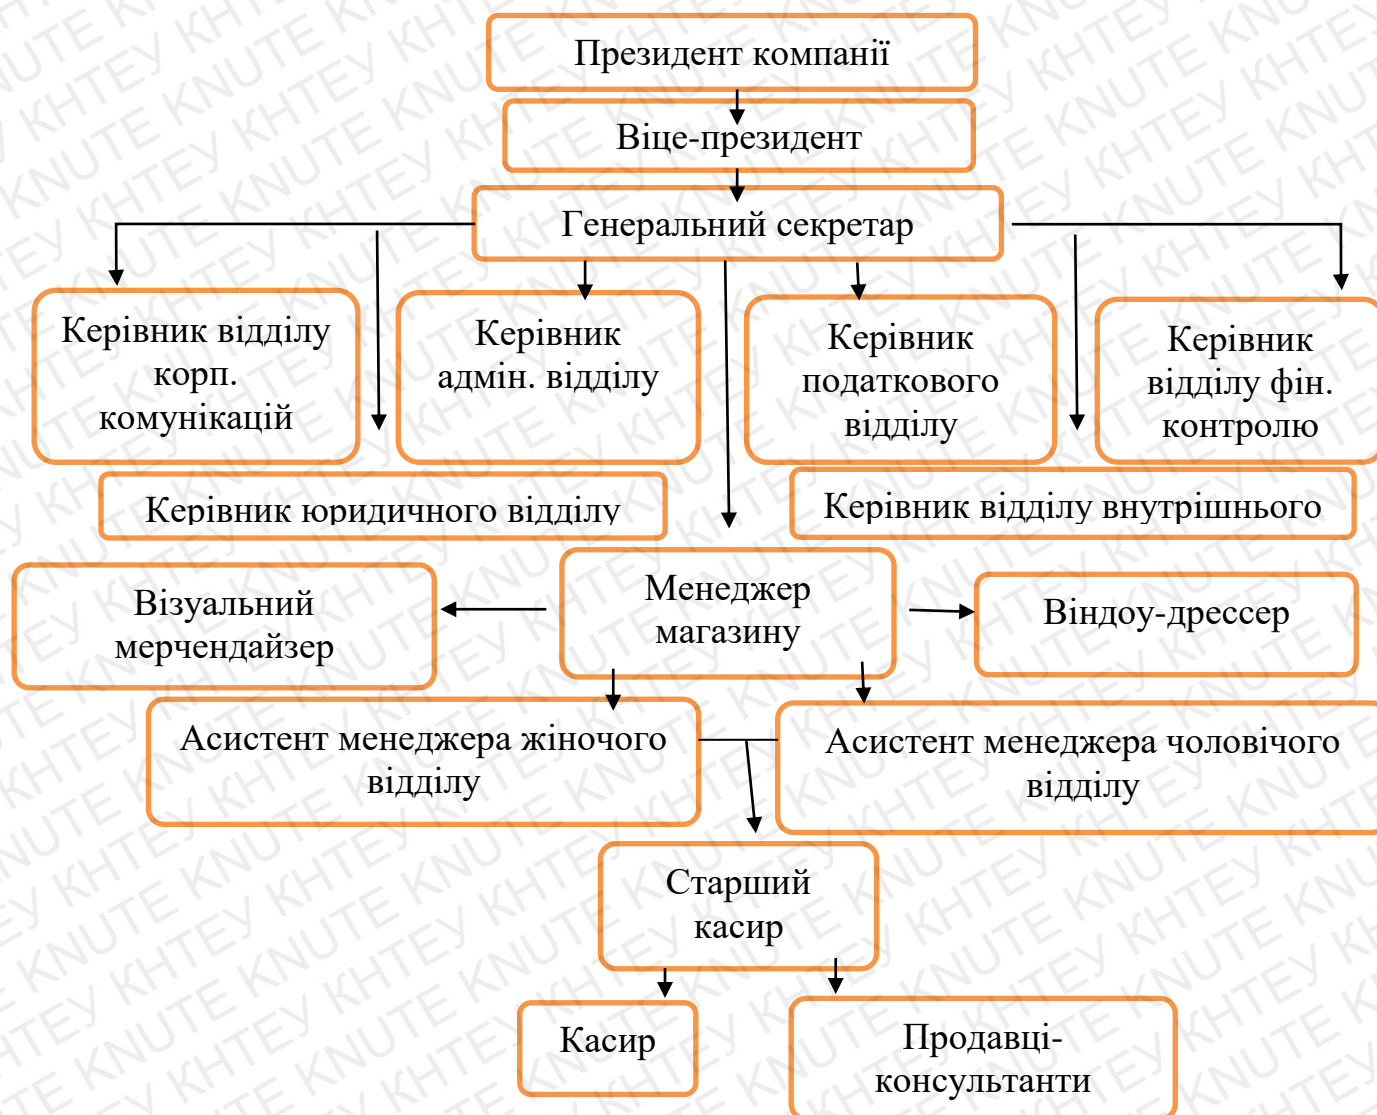 Президент компанії
Віце-президент
Генеральний секретар
Керівник відділу
корп.
комунікацій
Керівник
адмін. відділу
Керівник
податкового
відділу
Керівник
відділу фін.
контролю
Керівник юридичного відділу
Керівник відділу внутрішнього
Візуальний
мерчендайзер
Менеджер
магазину
Віндоу-дрессер
Асистент менеджера жіночого
відділу
Асистент менеджера чоловічого
відділу
Старший
касир
Касир
Продавці-
консультанти